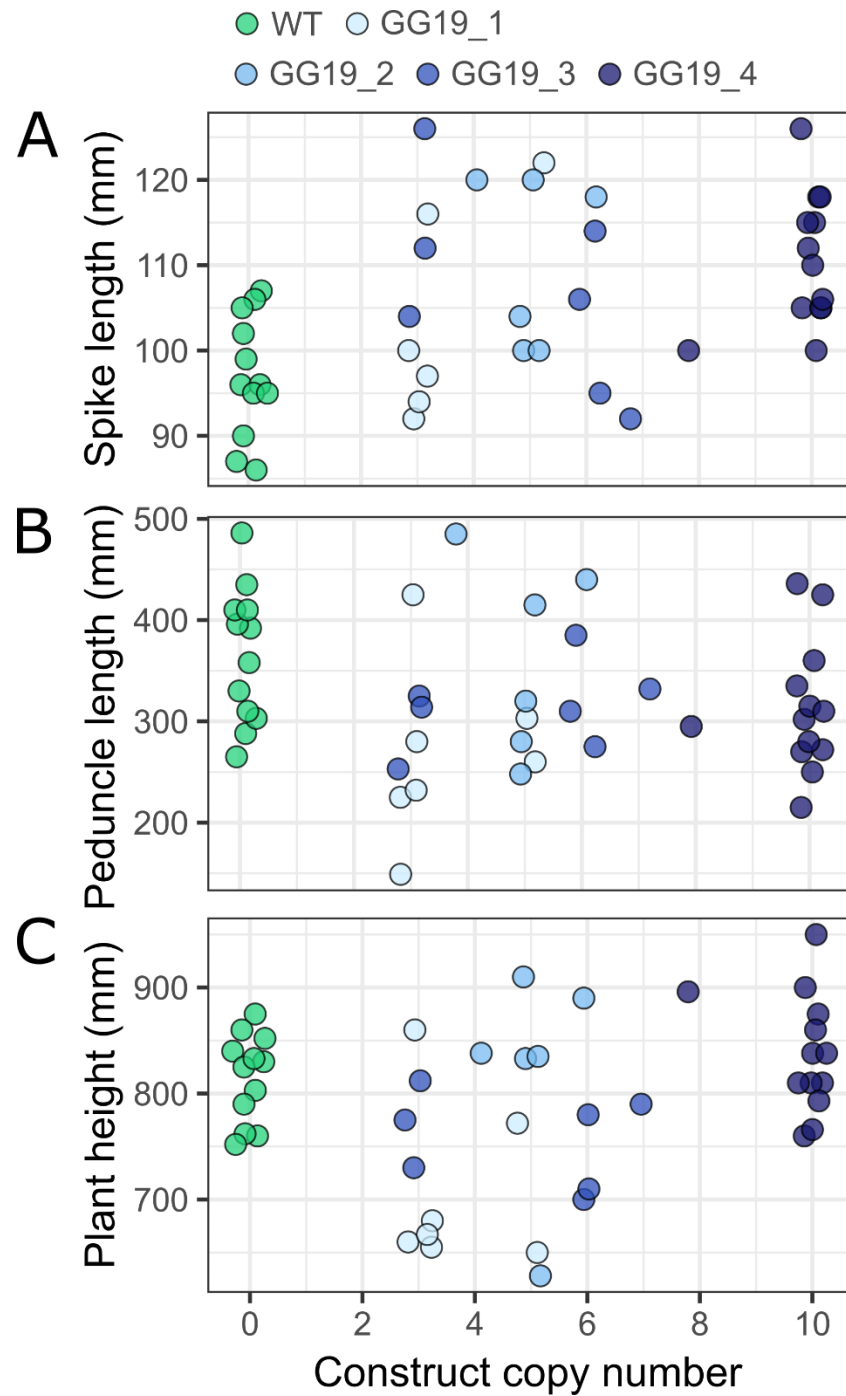 WT GG19_1
GG19_2 GG19_3 GG19_4
A
Spike length (mm)
120
110
100
90
B
Peduncle length (mm)
500
400
300
200
C
Plant height (mm)
900
800
700
0 2 4 6 8 10
Construct copy number